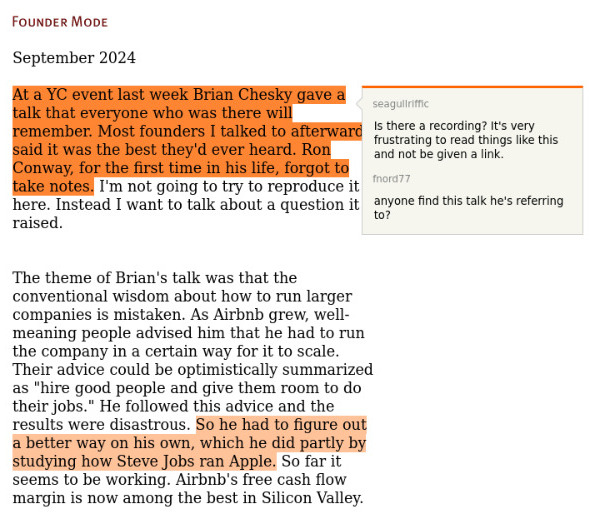 Founder Mode
September 2024
At a YC event last week Brian Chesky gave a
talk that everyone who was there will
remember. Most founders I talked to afterward
said it was the best they'd ever heard. Ron
Conway, for the first time in his life, forgot to
take notes. I'm not going to try to reproduce it
here. Instead I want to talk about a question it
raised.
seagullriffic
Is there a recording? It's very
frustrating to read things like this
and not be given a link.
fnord77
anyone find this talk he's referring
to?
The theme of Brian's talk was that the
conventional wisdom about how to run larger
companies is mistaken. As Airbnb grew, well-
meaning people advised him that he had to run
the company in a certain way for it to scale.
Their advice could be optimistically summarized
as "hire good people and give them room to do
their jobs." He followed this advice and the
results were disastrous. So he had to figure out
a better way on his own, which he did partly by
studying how Steve Jobs ran Apple. So far it
seems to be working. Airbnb's free cash flow
margin is now among the best in Silicon Valley.